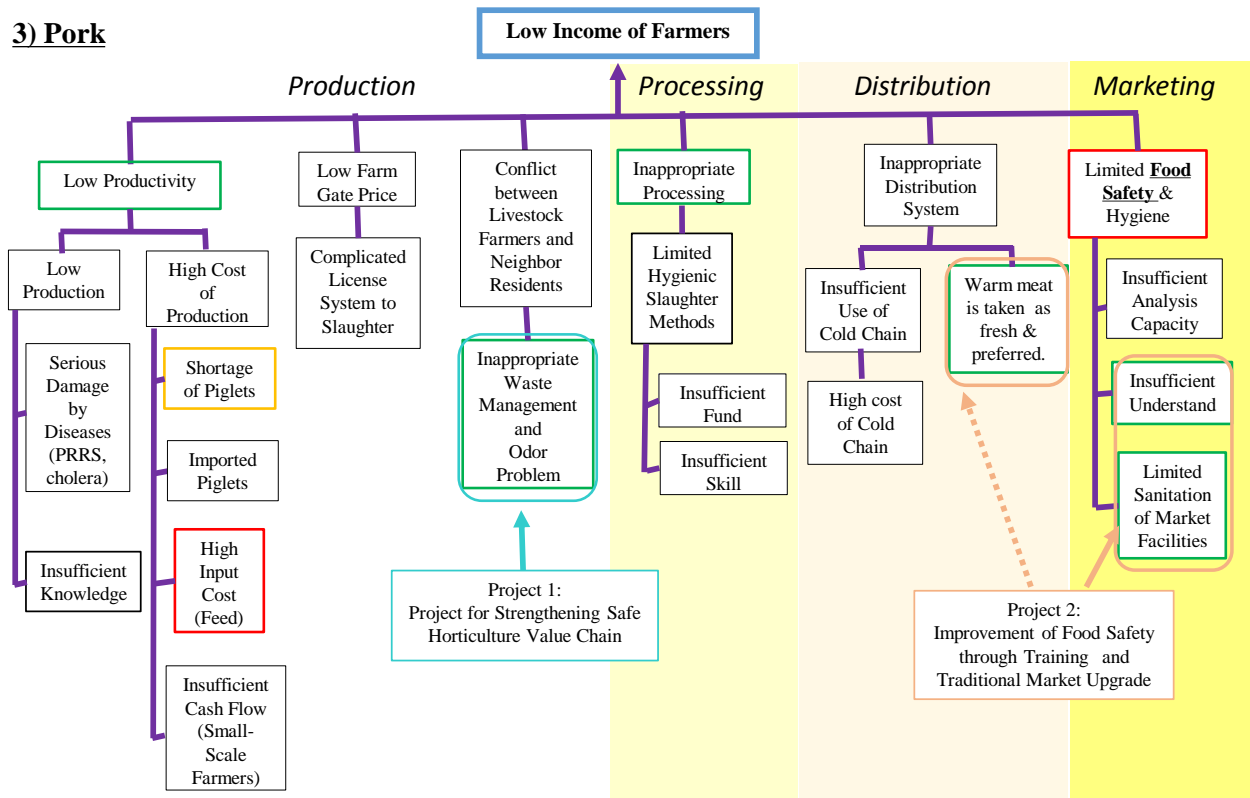 3) Pork
Low Income of Farmers
Production
Processing
Distribution
Marketing
Low Productivity
Low Farm
Gate Price
Conflict
between
Livestock
Farmers and
Neighbor
Residents
Inappropriate
Processing
Inappropriate
Distribution
System
Limited Food
Safety &
Hygiene
Low
Production
High Cost
of
Production
Complicated
License
System to
Slaughter
Limited
Hygienic
Slaughter
Methods
Insufficient
Use of
Cold Chain
Warm meat
is taken as
fresh &
preferred.
Insufficient
Analysis
Capacity
Serious
Damage
by
Diseases
(PRRS,
cholera)
Shortage
of Piglets
Inappropriate
Waste
Management
and
Odor
Problem
Insufficient
Fund
High cost
of Cold
Chain
Insufficient
Understand
Imported
Piglets
Insufficient
Skill
Limited
Sanitation
of Market
Facilities
Insufficient
Knowledge
High
Input
Cost
(Feed)
Project 1:
Project for Strengthening Safe
Horticulture Value Chain
Project 2:
Improvement of Food Safety
through Training and
Traditional Market Upgrade
Insufficient
Cash Flow
(Small-
Scale
Farmers)